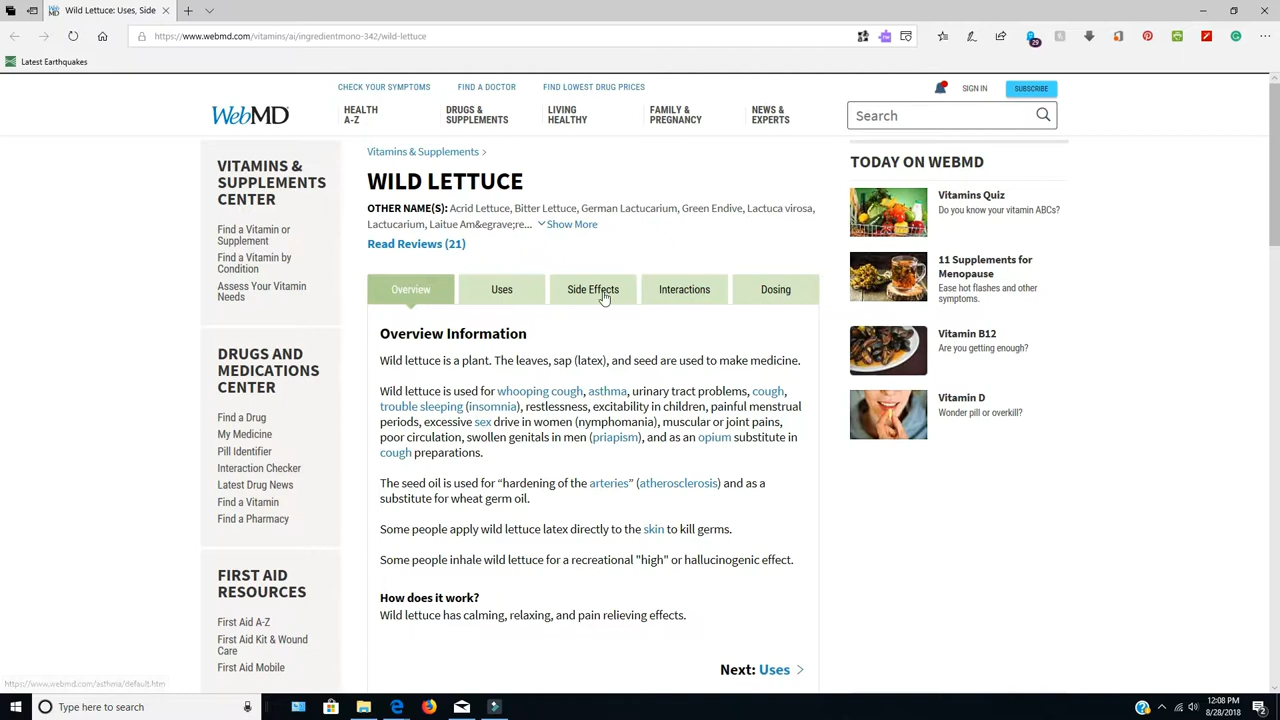 Wild Lettuce: Uses, Side
https://www.webmd.com/vitamins/ai/ingredientmono-342/wild-lettuce
29
Latest Earthquakes
CHECK YOUR SYMPTOMS
FIND A DOCTOR
FIND LOWEST DRUG PRICES
SIGN IN
SUBSCRIBE
WebMD
HEALTH
A-Z
DRUGS &
SUPPLEMENTS
LIVING
HEALTHY
FAMILY &
PREGNANCY
NEWS &
EXPERTS
Search
VITAMINS &
SUPPLEMENTS
CENTER
Find a Vitamin or
Supplement
Find a Vitamin by
Condition
Assess Your Vitamin
Needs
DRUGS AND
MEDICATIONS
CENTER
Find a Drug
My Medicine
Pill Identifier
Interaction Checker
Latest Drug News
Find a Vitamin
Find a Pharmacy
FIRST AID
RESOURCES
First Aid A-Z
First Aid Kit & Wound
Care
First Aid Mobile
Vitamins & Supplements >
WILD LETTUCE
OTHER NAME(S): Acrid Lettuce, Bitter Lettuce, German Lactucarium, Green Endive, Lactuca virosa,
Lactucarium, Laitue Am&egrave;re... Show More
Read Reviews (21)
Overview
Uses
Side Effects
Interactions
Dosing
Overview Information
Wild lettuce is a plant. The leaves, sap (latex), and seed are used to make medicine.
Wild lettuce is used for whooping cough, asthma, urinary tract problems, cough,
trouble sleeping (insomnia), restlessness, excitability in children, painful menstrual
periods, excessive sex drive in women (nymphomania), muscular or joint pains,
poor circulation, swollen genitals in men (priapism), and as an opium substitute in
cough preparations.
The seed oil is used for “hardening of the arteries” (atherosclerosis) and as a
substitute for wheat germ oil.
Some people apply wild lettuce latex directly to the skin to kill germs.
Some people inhale wild lettuce for a recreational "high" or hallucinogenic effect.
How does it work?
Wild lettuce has calming, relaxing, and pain relieving effects.
Next: Uses >
TODAY ON WEBMD
Vitamins Quiz
Do you know your vitamin ABCs?
11 Supplements for
Menopause
Ease hot flashes and other
symptoms.
Vitamin B12
Are you getting enough?
Vitamin D
Wonder pill or overkill?
https://www.webmd.com/asthma/default.htm
Type here to search
12:08 PM
8/28/2018
2